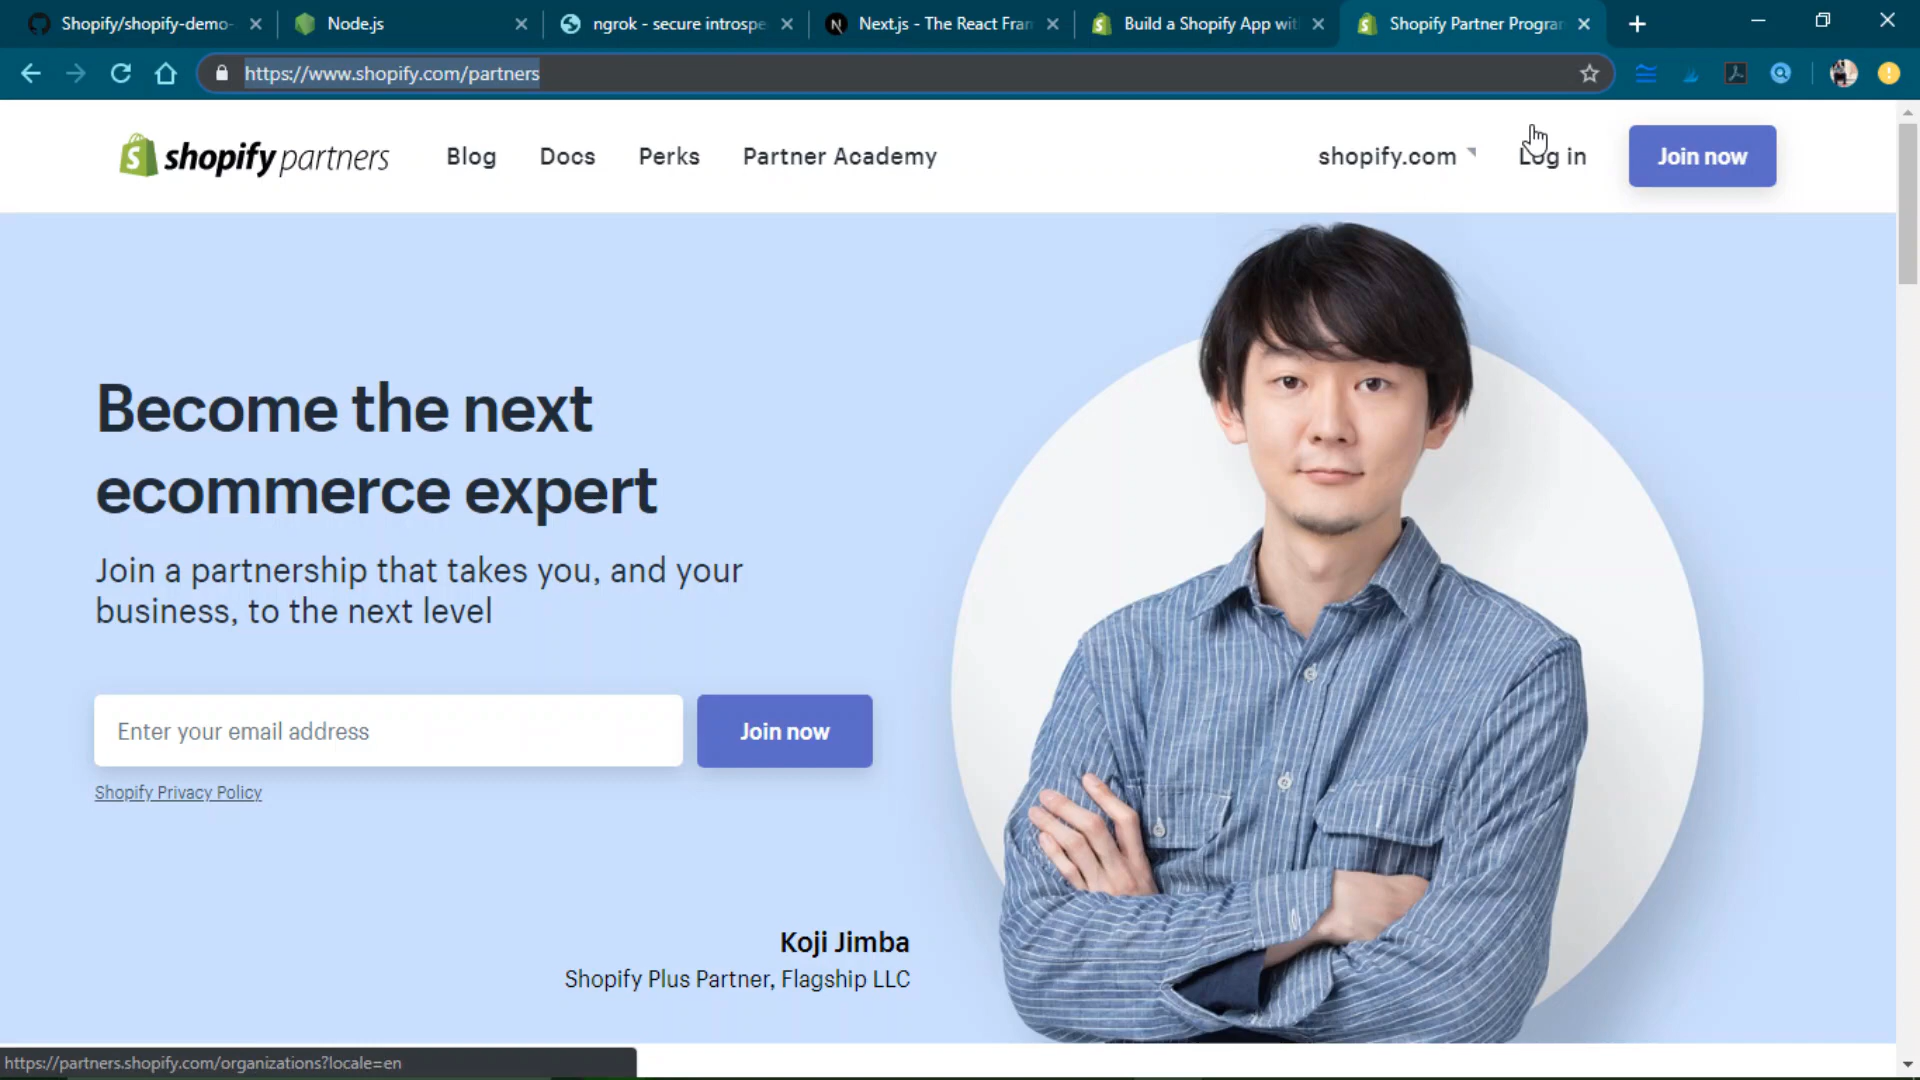 Shopify/shopify-demo-
Node.js
ngrok - secure introspe
Next.js - The React Fram
Build a Shopify App wit
Shopify Partner Program
https://www.shopify.com/partners
shopify partners
Blog
Docs
Perks
Partner Academy
shopify.com
Log in
Join now
Become the next
ecommerce expert
Join a partnership that takes you, and your
business, to the next level
Enter your email address
Join now
Shopify Privacy Policy
Koji Jimba
Shopify Plus Partner, Flagship LLC
https://partners.shopify.com/organizations?locale=en